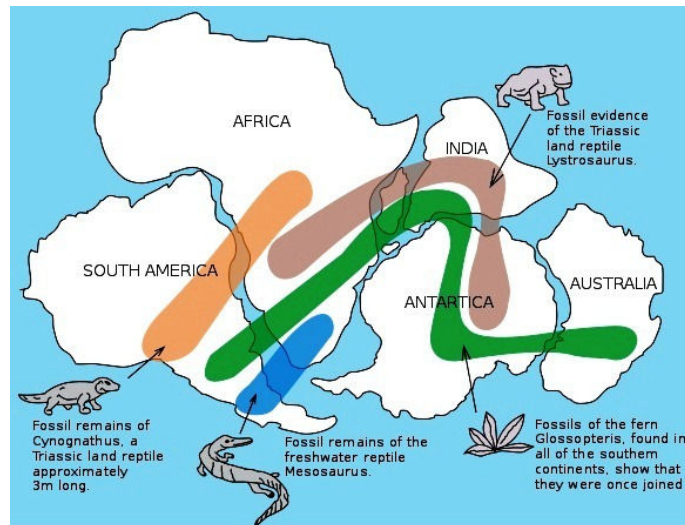 AFRICA
INDIA
SOUTH AMERICA
ANTARTICA
AUSTRALIA
Fossil evidence
of the Triassic
land reptile
Lystrosaurus.
Fossil remains of
Cynognathus, a
Triassic land reptile
approximately
3m long.
Fossil remains of the
freshwater reptile
Mesosaurus.
Fossils of the fern
Glossopteris, found in
all of the southern
continents, show that
they were once joined